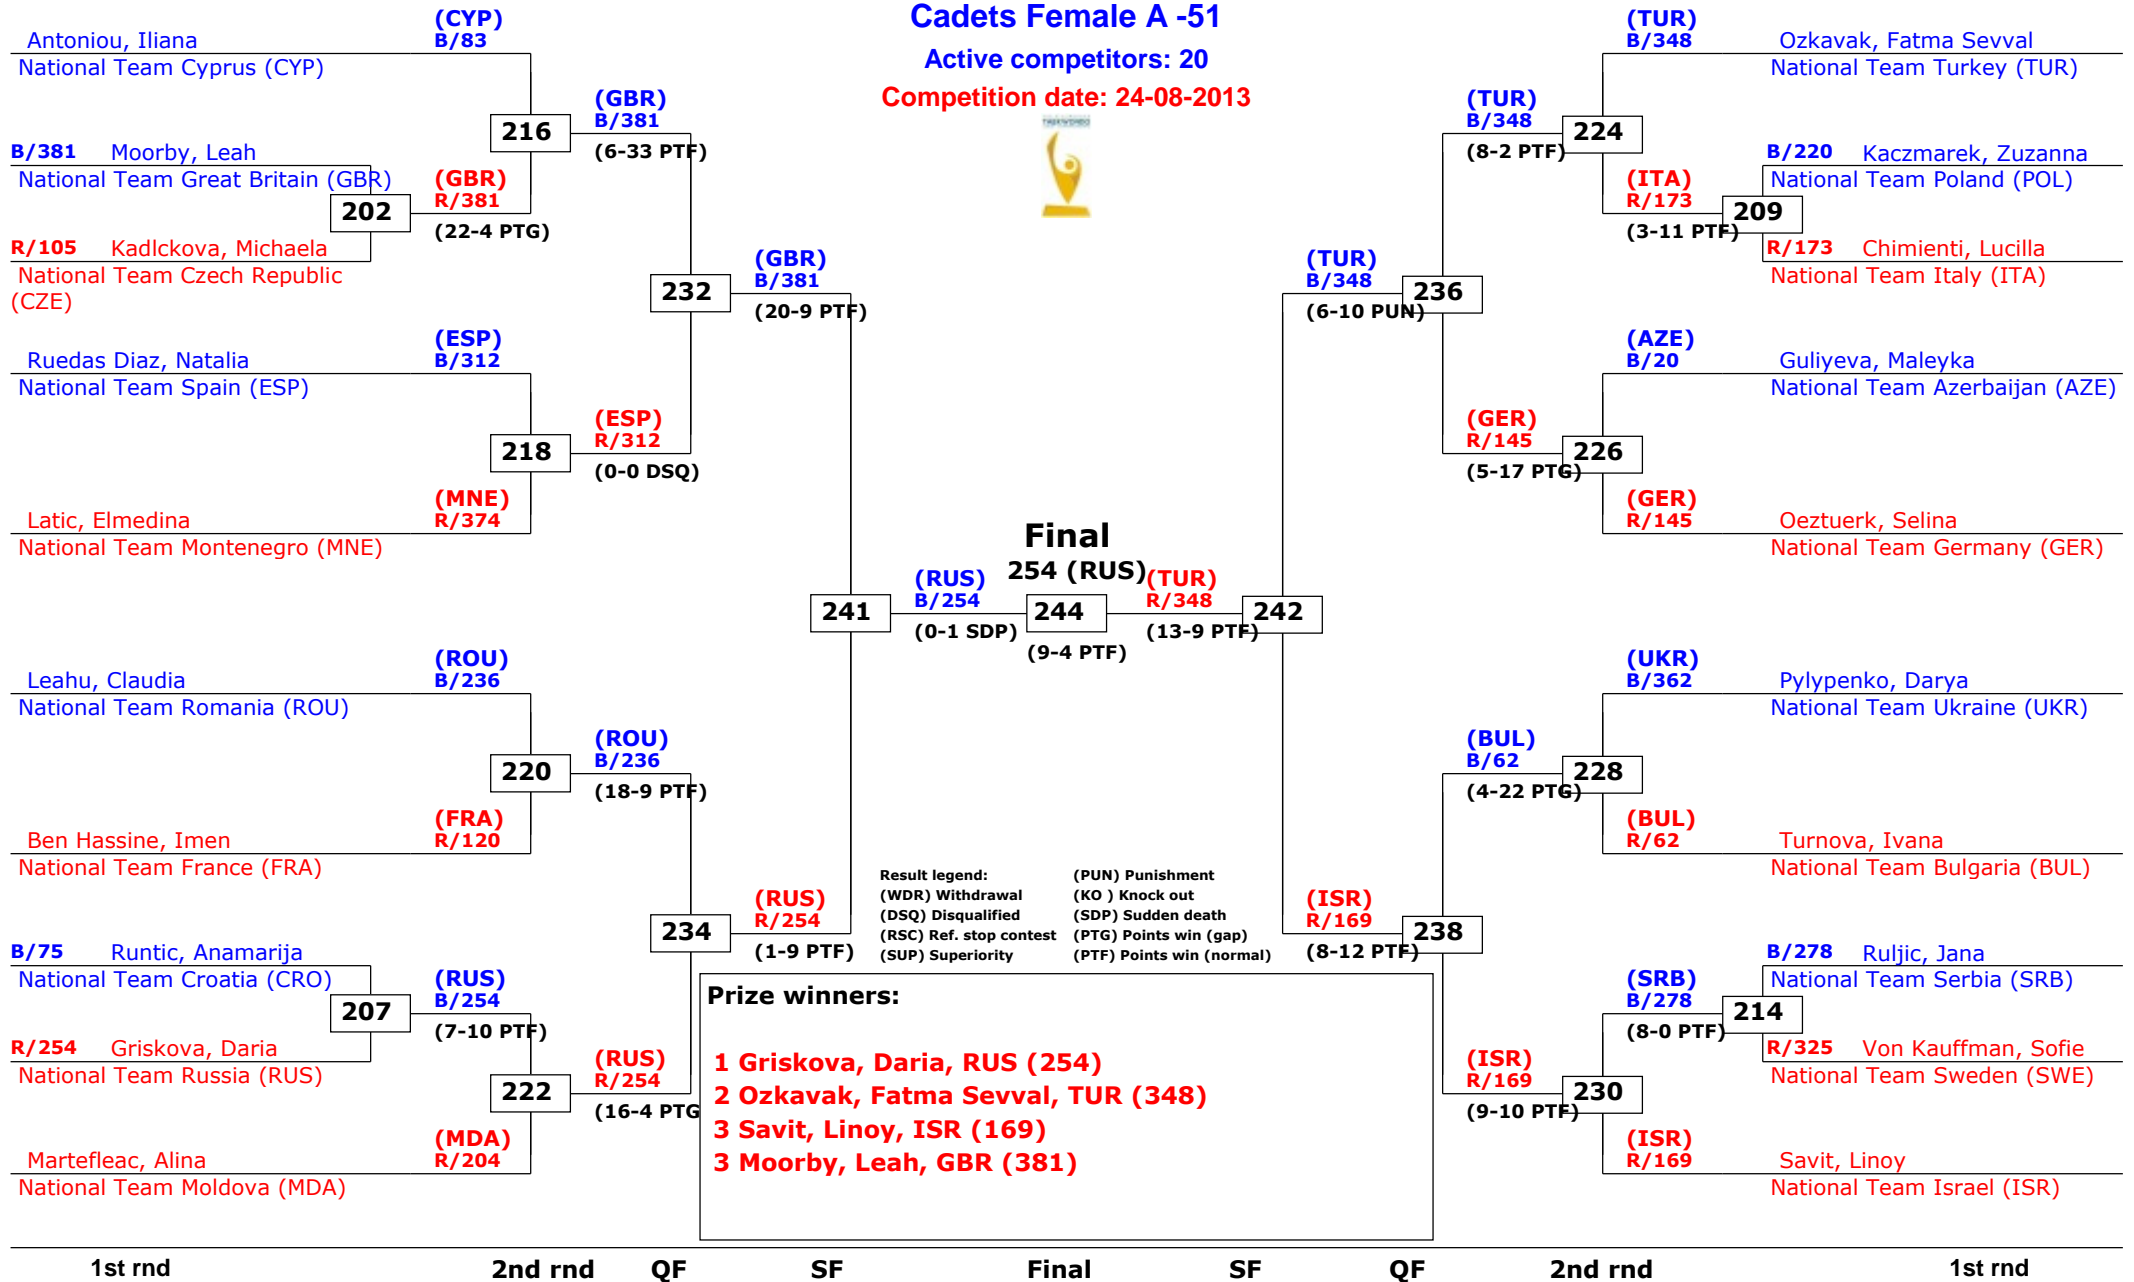 Cadets Female A -51
Active competitors: 20
Competition date: 24-08-2013
(CYP)
Antoniou, Iliana B/83
National Team Cyprus (CYP)
(GBR)
B/381
216
(6-33 PTF)
B/381 Moorby, Leah
National Team Great Britain (GBR)
(GBR)
R/381
202
(22-4 PTG)
R/105 Kadlckova, Michaela
National Team Czech Republic
(CZE)
(GBR)
B/381
232
(20-9 PTF)
(ESP)
Ruedas Diaz, Natalia B/312
National Team Spain (ESP)
(ESP)
R/312
218
(0-0 DSQ)
(MNE)
Latic, Elmedina R/374
National Team Montenegro (MNE)
Final
254 (RUS)
(RUS)
B/254
241
(0-1 SDP)
244
(9-4 PTF)
(TUR)
R/348
242
(13-9 PTF)
(ROU)
Leahu, Claudia B/236
National Team Romania (ROU)
(ROU)
B/236
220
(18-9 PTF)
(FRA)
Ben Hassine, Imen R/120
National Team France (FRA)
(RUS)
R/254
234
(1-9 PTF)
B/75 Runtic, Anamarija
National Team Croatia (CRO)
(RUS)
B/254
207
(7-10 PTF)
R/254 Griskova, Daria
National Team Russia (RUS)
(RUS)
R/254
222
(16-4 PTG
(MDA)
Martefleac, Alina R/204
National Team Moldova (MDA)
(TUR)
B/348 Ozkavak, Fatma Sevval
National Team Turkey (TUR)
(TUR)
B/348
224
(8-2 PTF)
B/220 Kaczmarek, Zuzanna
National Team Poland (POL)
(ITA)
R/173
209
(3-11 PTF)
R/173 Chimienti, Lucilla
National Team Italy (ITA)
(TUR)
B/348
236
(6-10 PUN)
(AZE)
B/20 Guliyeva, Maleyka
National Team Azerbaijan (AZE)
(GER)
R/145
226
(5-17 PTG)
(GER)
R/145 Oeztuerk, Selina
National Team Germany (GER)
(UKR)
B/362 Pylypenko, Darya
National Team Ukraine (UKR)
(BUL)
B/62
228
(4-22 PTG)
(BUL)
R/62 Turnova, Ivana
National Team Bulgaria (BUL)
(ISR)
R/169
238
(8-12 PTF)
B/278 Ruljic, Jana
National Team Serbia (SRB)
(SRB)
B/278
214
(8-0 PTF)
R/325 Von Kauffman, Sofie
National Team Sweden (SWE)
(ISR)
R/169
230
(9-10 PTF)
(ISR)
R/169 Savit, Linoy
National Team Israel (ISR)
Result legend: (PUN) Punishment
(WDR) Withdrawal (KO ) Knock out
(DSQ) Disqualified (SDP) Sudden death
(RSC) Ref. stop contest (PTG) Points win (gap)
(SUP) Superiority (PTF) Points win (normal)
Prize winners:
1 Griskova, Daria, RUS (254)
2 Ozkavak, Fatma Sevval, TUR (348)
3 Savit, Linoy, ISR (169)
3 Moorby, Leah, GBR (381)
1st rnd 2nd rnd QF SF Final SF QF 2nd rnd 1st rnd